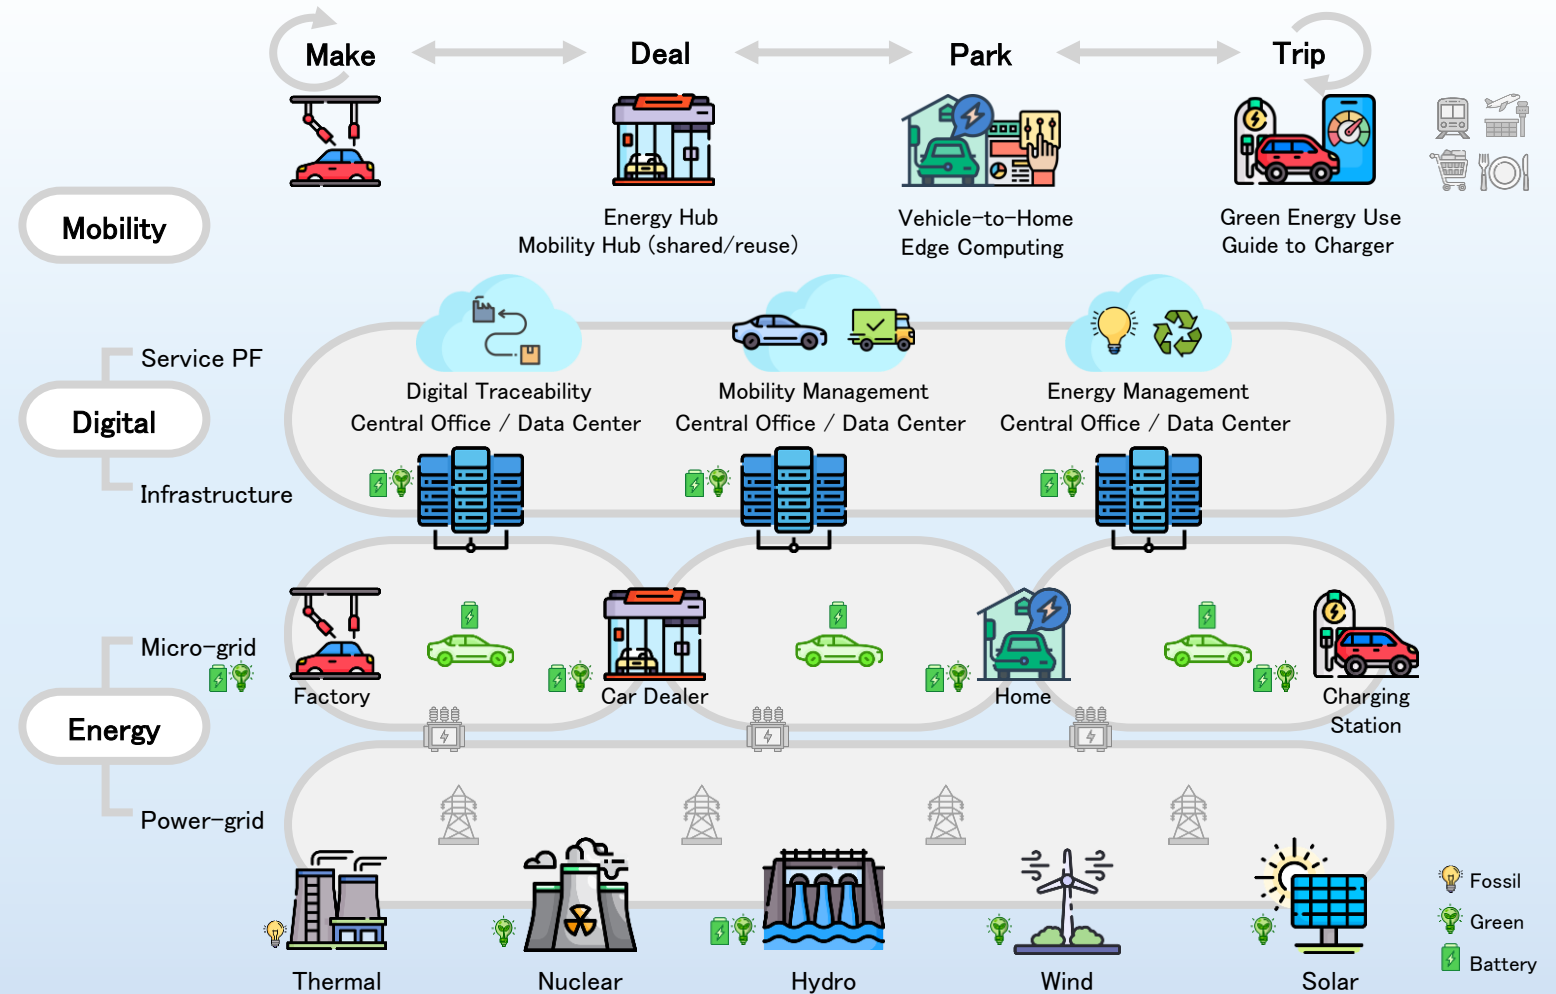 Make
Deal
Park
Trip
Mobility
Energy Hub
Mobility Hub (shared/reuse)
Vehicle-to-Home
Edge Computing
Green Energy Use
Guide to Charger
Service PF
Digital
Infrastructure
Digital Traceability
Central Office / Data Center
Mobility Management
Central Office / Data Center
Energy Management
Central Office / Data Center
Micro-grid
Energy
Power-grid
Factory
Car Dealer
Home
Charging
Station
Thermal
Nuclear
Hydro
Wind
Solar
Fossil
Green
Battery